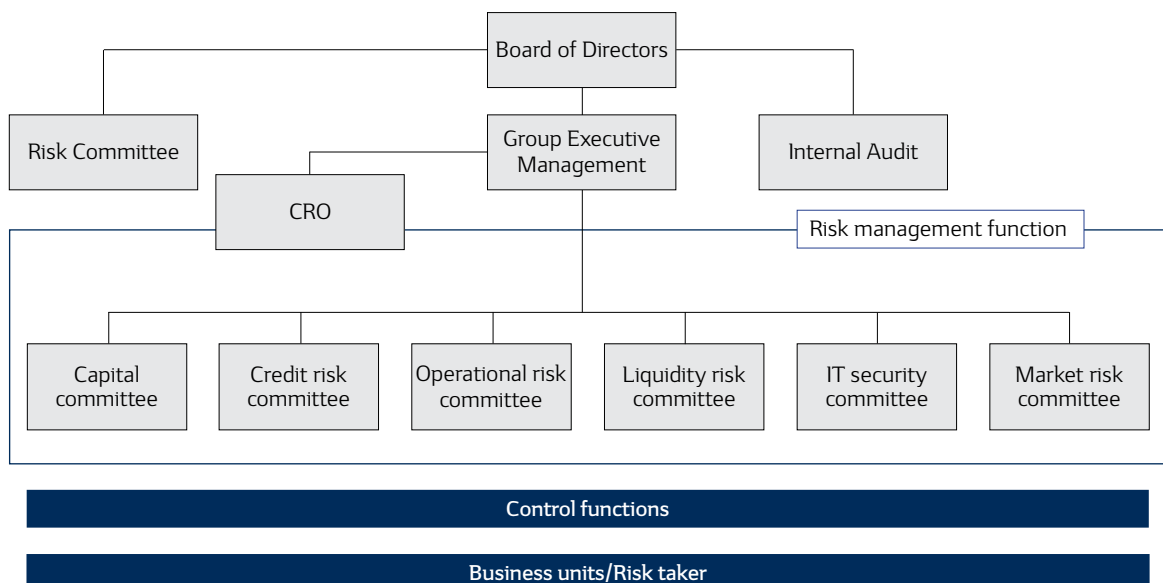 Board of Directors
Risk Committee
Group Executive
Management
Internal Audit
CRO
Risk management function
Capital
committee
Credit risk
committee
Operational risk
committee
Liquidity risk
committee
IT security
committee
Market risk
committee
Control functions
Business units/Risk taker